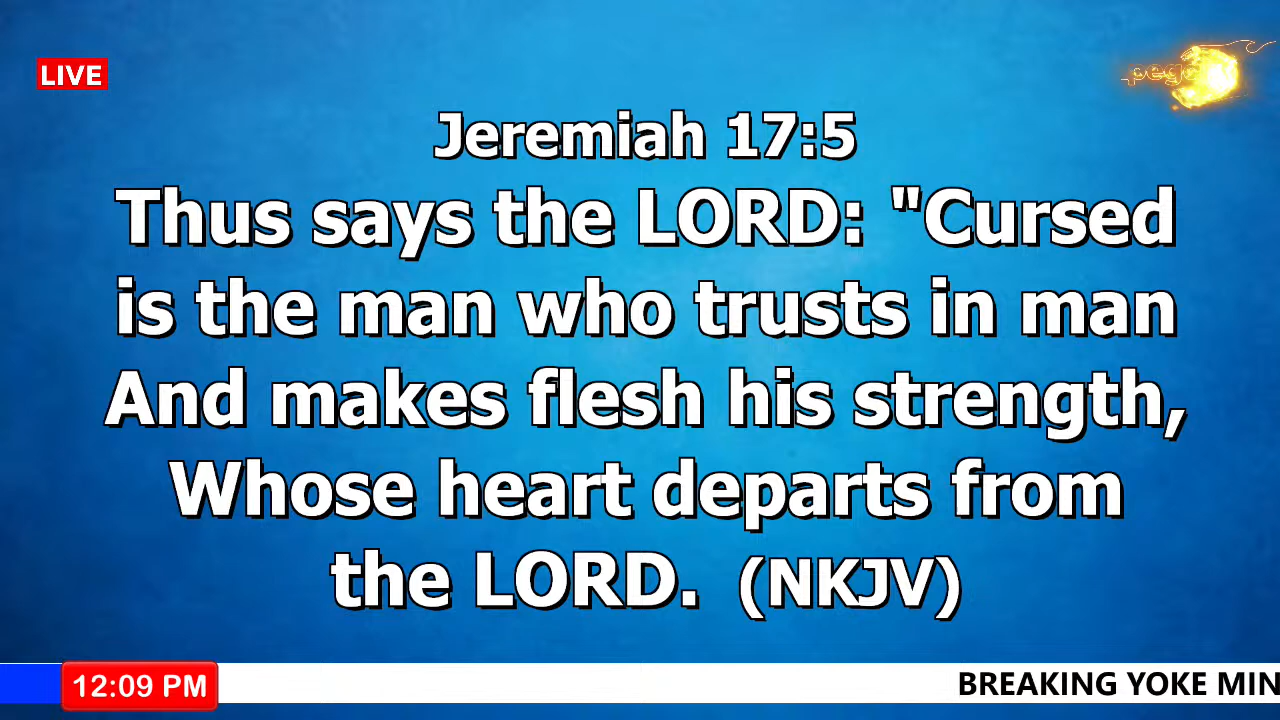 LIVE
Jeremiah 17:5
Thus says the LORD: "Cursed
is the man who trusts in man
And makes flesh his strength,
Whose heart departs from
the LORD. (NKJV)
12:09 PM
BREAKING YOKE MIN